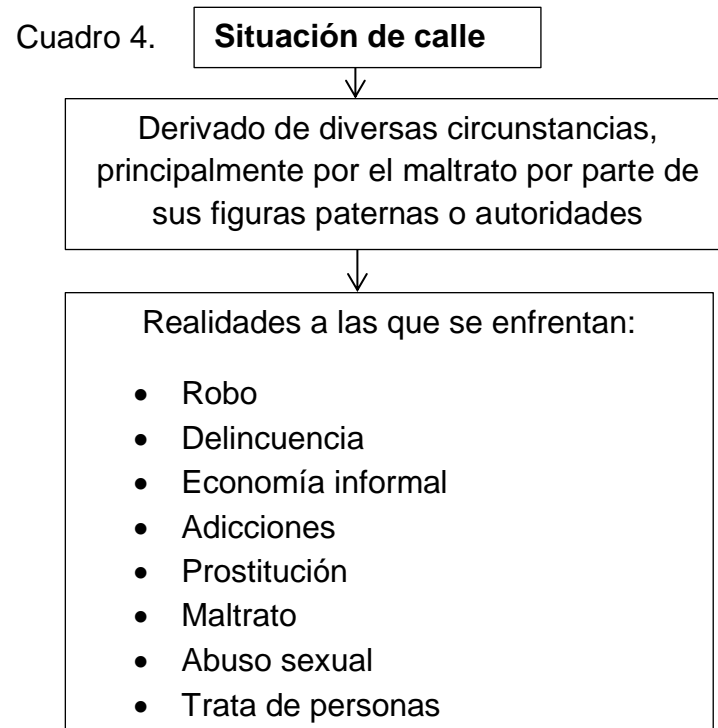 Cuadro 4.
Situación de calle
Derivado de diversas circunstancias,
principalmente por el maltrato por parte de
sus figuras paternas o autoridades
Realidades a las que se enfrentan:
• Robo
• Delincuencia
• Economía informal
• Adicciones
• Prostitución
• Maltrato
• Abuso sexual
• Trata de personas